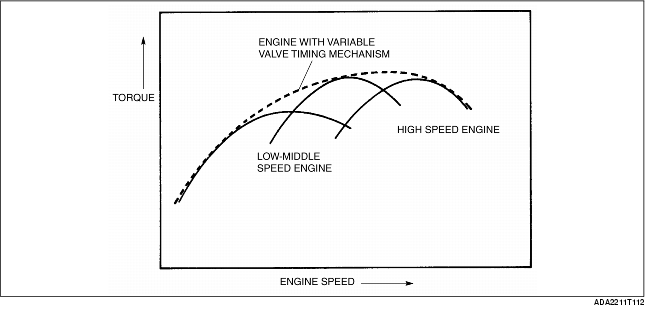 ENGINE WITH VARIABLE
VALVE TIMING MECHANISM
TORQUE
HIGH SPEED ENGINE
LOW-MIDDLE
SPEED ENGINE
ENGINE SPEED
ADA2211T112